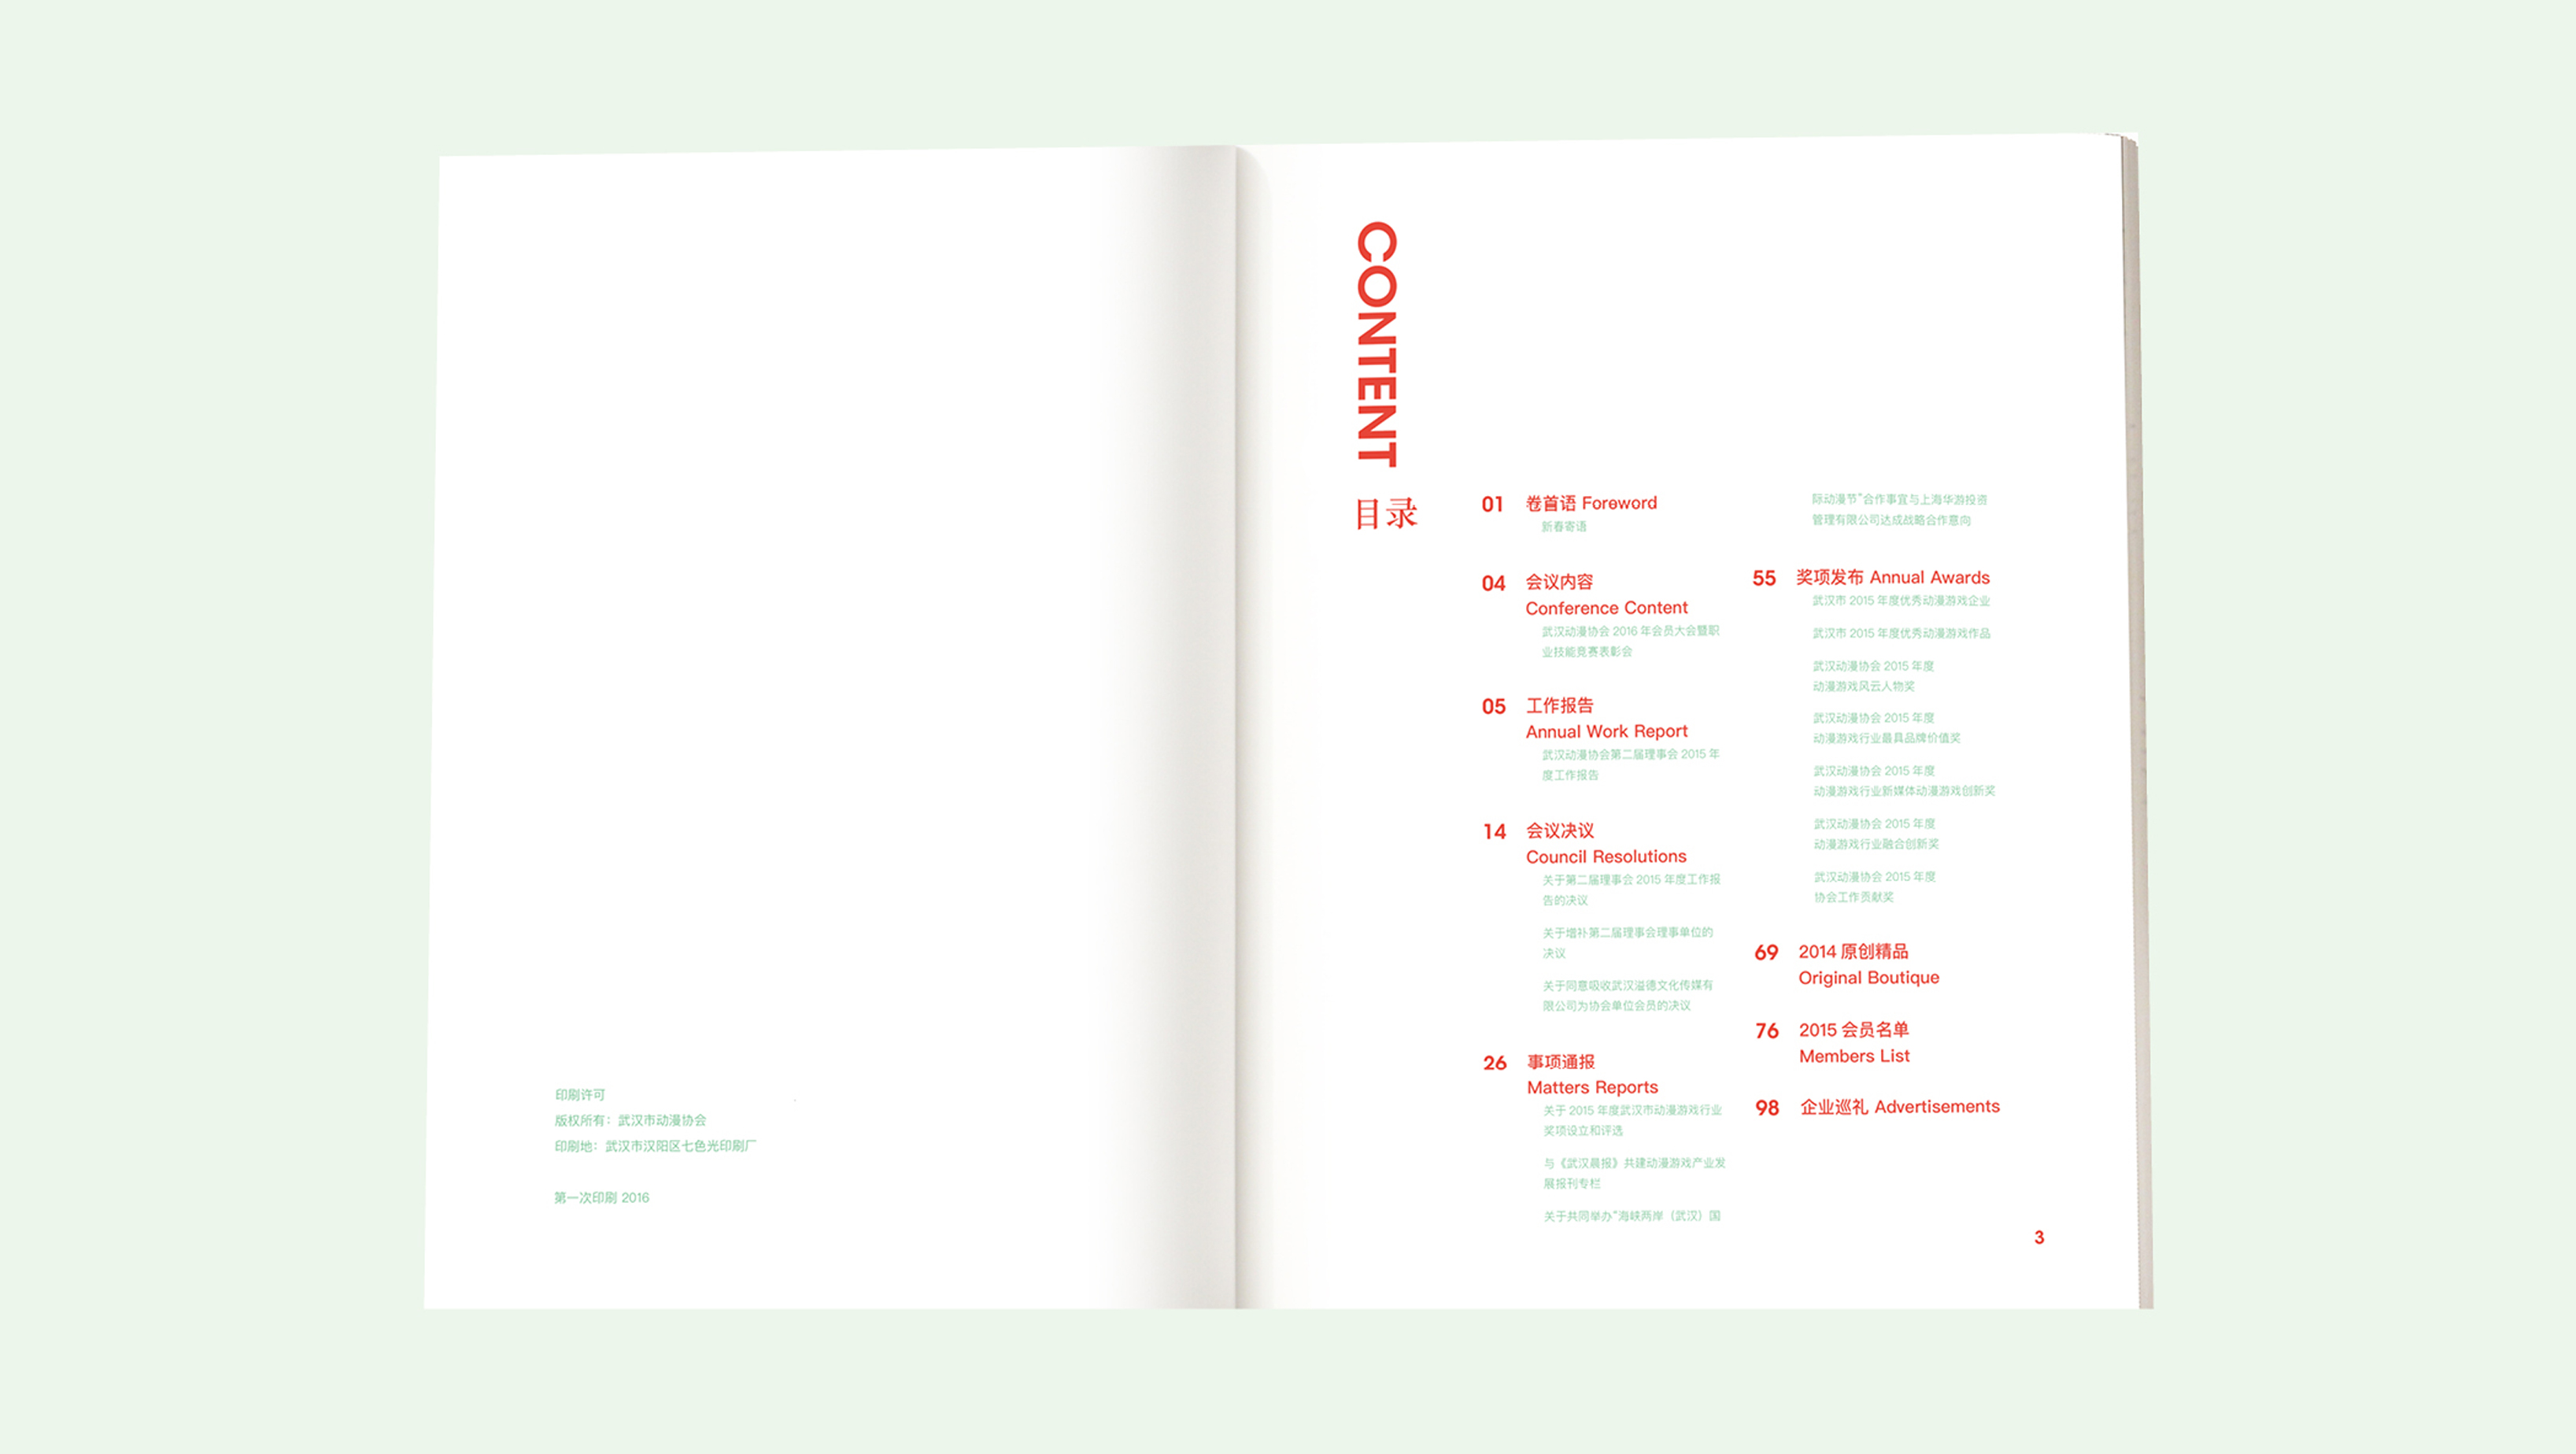 印刷许可
版权所有：武汉市动漫协会
印刷地：武汉市汉阳区七色光印刷厂
第一次印刷 2016
CONTENT
目录
01 卷首语 Foreword
新春寄语
04 会议内容
Conference Content
武汉动漫协会 2016 年会员大会暨职
业技能竞赛表彰会
05 工作报告
Annual Work Report
武汉动漫协会第二届理事会 2015 年
度工作报告
14 会议决议
Council Resolutions
关于第二届理事会 2015 年度工作报
告的决议
关于增补第二届理事会理事单位的
决议
关于同意吸收武汉溢德文化传媒有
限公司为协会单位会员的决议
26 事项通报
Matters Reports
关于 2015 年度武汉市动漫游戏行业
奖项设立和评选
与《武汉晨报》共建动漫游戏产业发
展报刊专栏
关于共同举办“海峡两岸（武汉）国
际动漫节”合作事宜与上海华游投资
管理有限公司达成战略合作意向
55 奖项发布 Annual Awards
武汉市 2015 年度优秀动漫游戏企业
武汉市 2015 年度优秀动漫游戏作品
武汉动漫协会 2015 年度
动漫游戏风云人物奖
武汉动漫协会 2015 年度
动漫游戏行业最具品牌价值奖
武汉动漫协会 2015 年度
动漫游戏行业新媒体动漫游戏创新奖
武汉动漫协会 2015 年度
动漫游戏行业融合创新奖
武汉动漫协会 2015 年度
协会工作贡献奖
69 2014 原创精品
Original Boutique
76 2015 会员名单
Members List
98 企业巡礼 Advertisements
3